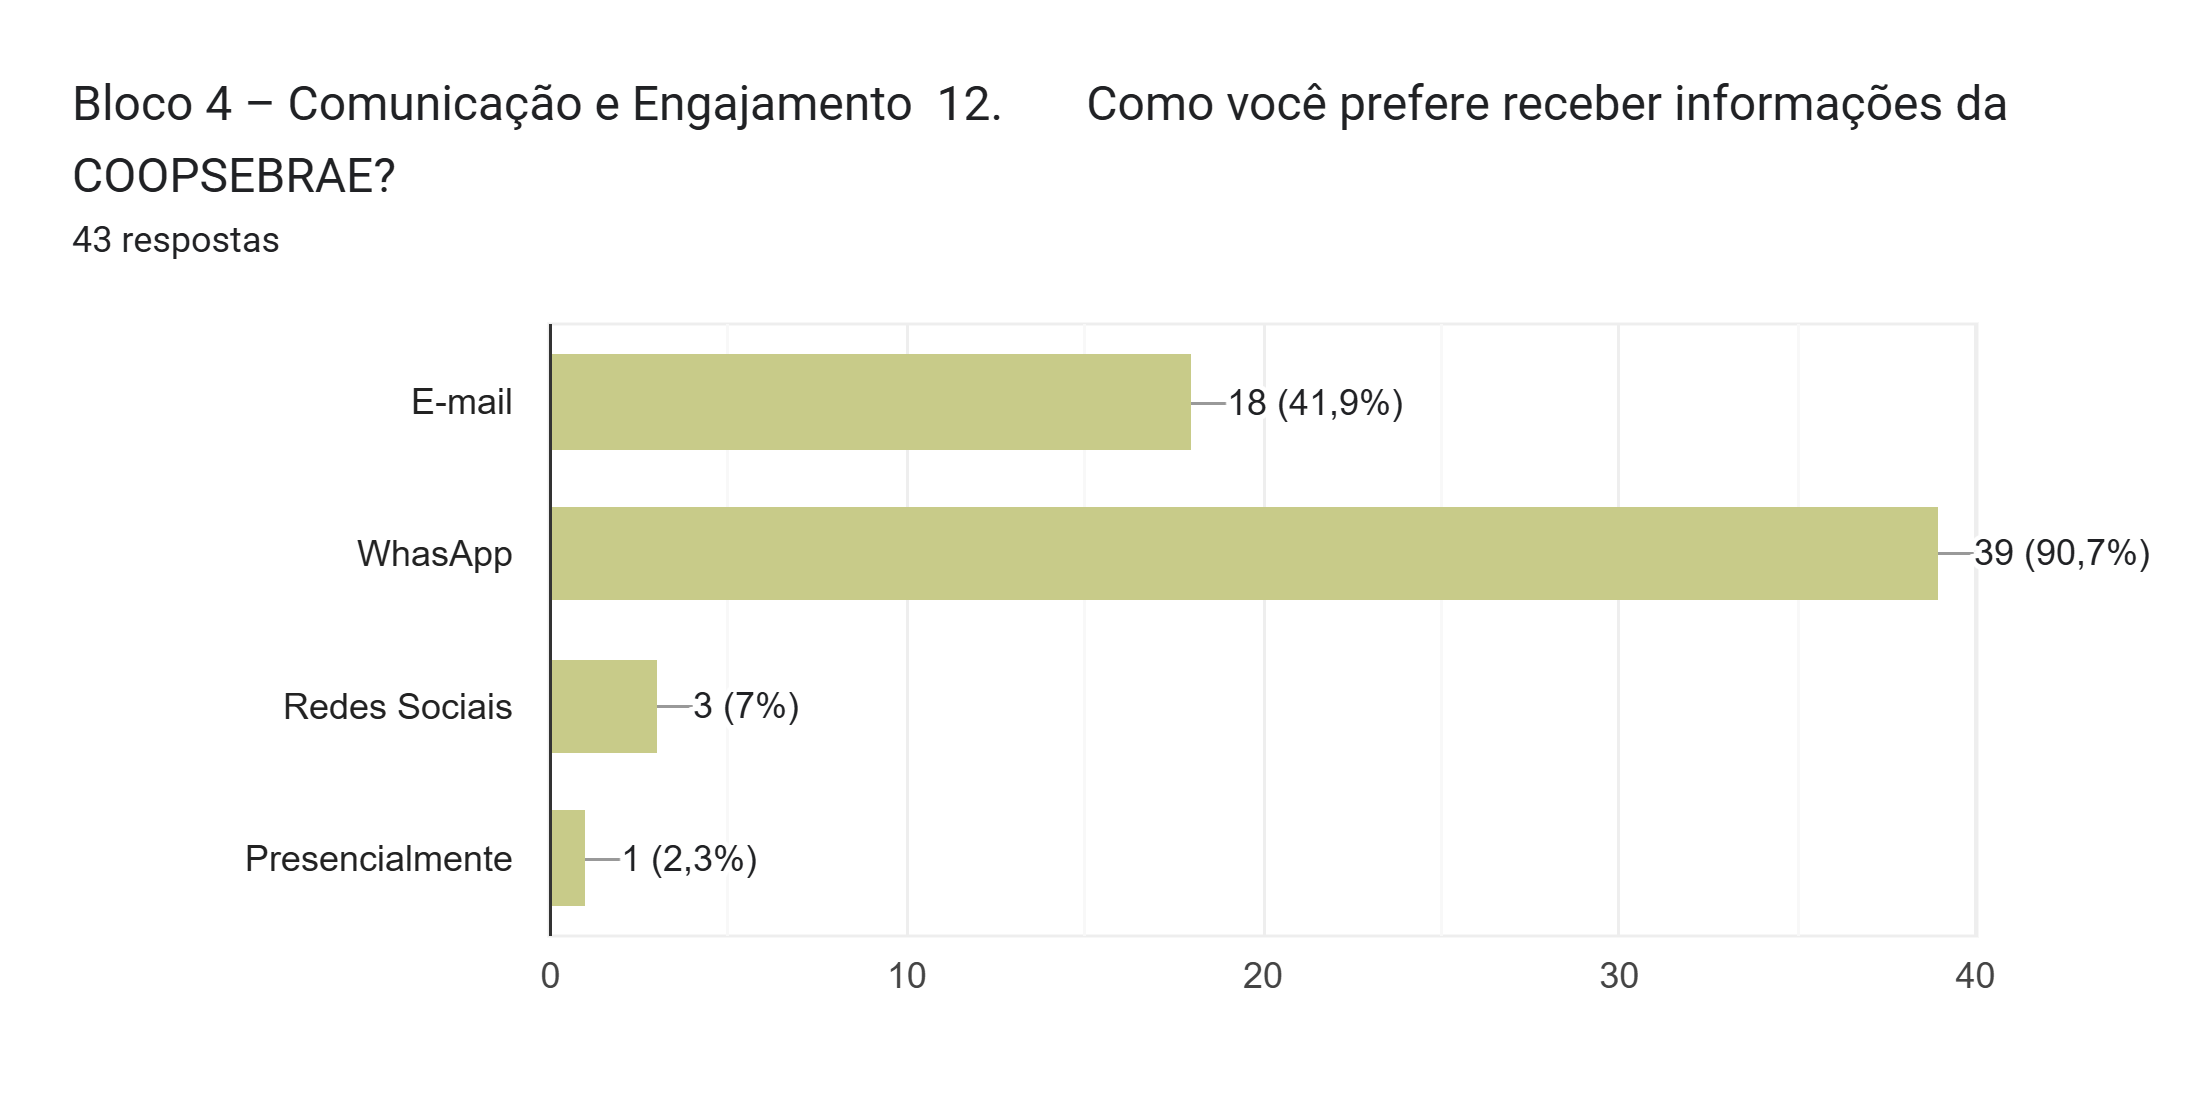 Bloco 4 – Comunicação e Engajamento  12.      Como você prefere receber informações da
COOPSEBRAE?
43 respostas
E-mail
18 (41,9%)
WhasApp
39 (90,7%)
Redes Sociais
3 (7%)
Presencialmente
1 (2,3%)
0 10 20 30 40